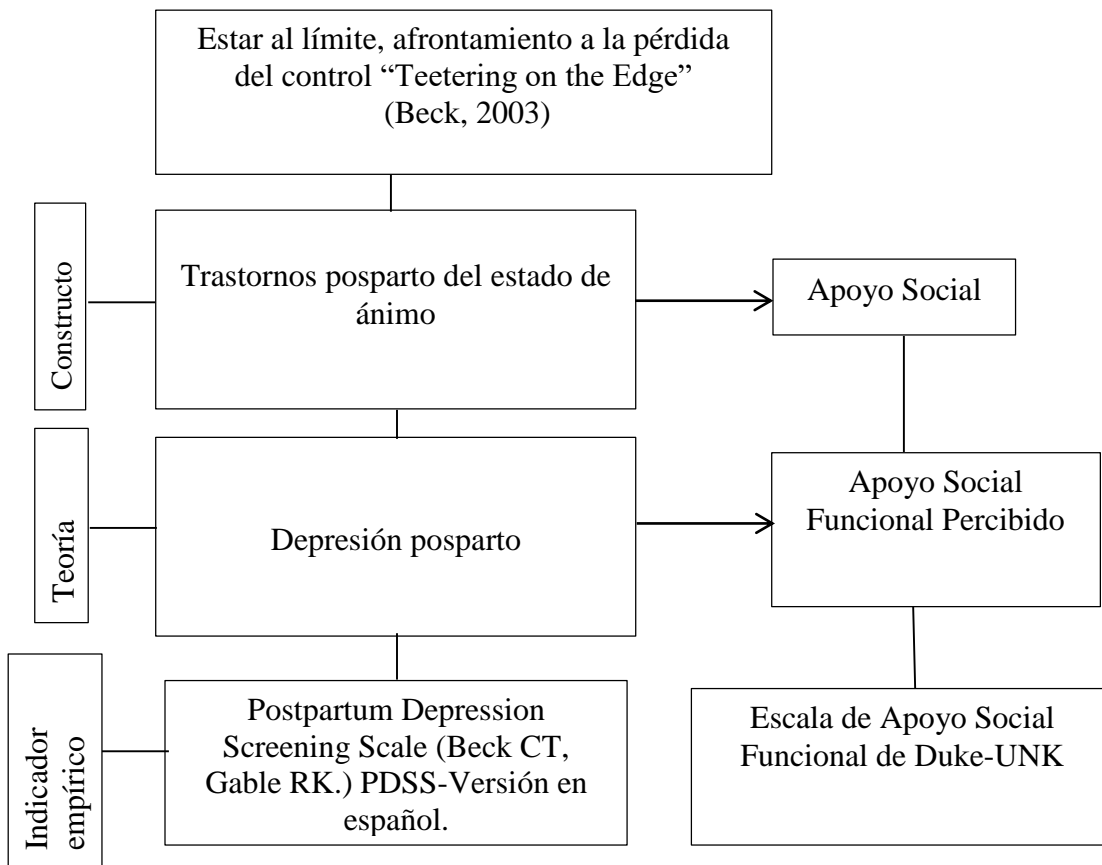 Estar al límite, afrontamiento a la pérdida
del control “Teetering on the Edge”
(Beck, 2003)
Constructo
Trastornos posparto del estado de
ánimo
Apoyo Social
Teoría
Depresión posparto
Apoyo Social
Funcional Percibido
Indicador
empírico
Postpartum Depression
Screening Scale (Beck CT,
Gable RK.) PDSS-Versión en
español.
Escala de Apoyo Social
Funcional de Duke-UNK